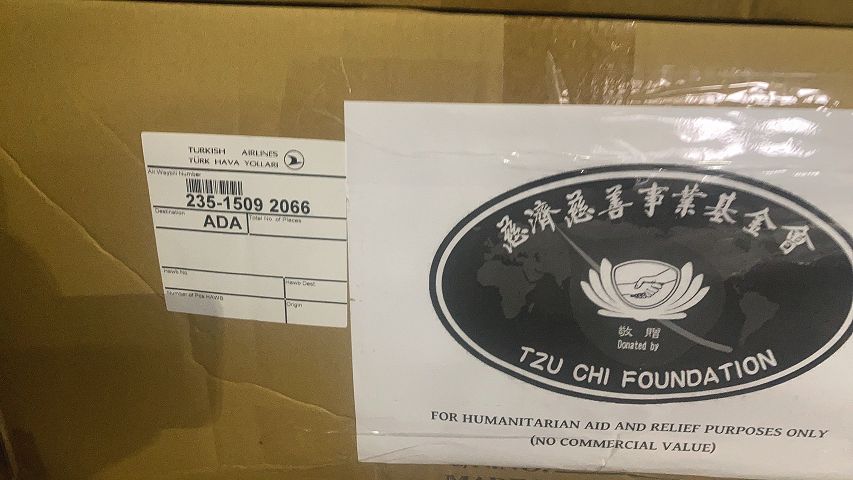 TURKISH AIRLINES
TÜRK HAVA YOLLARI
Air Waybill Number
235-1509 2066
Destination
ADA
Total No. of Places
Hawb No
Hawb Dest.
Number of Pcs HAWB
Origin
慈濟慈善事業基金會
敬贈
Donated by
TZU CHI FOUNDATION
FOR HUMANITARIAN AID AND RELIEF PURPOSES ONLY
(NO COMMERCIAL VALUE)